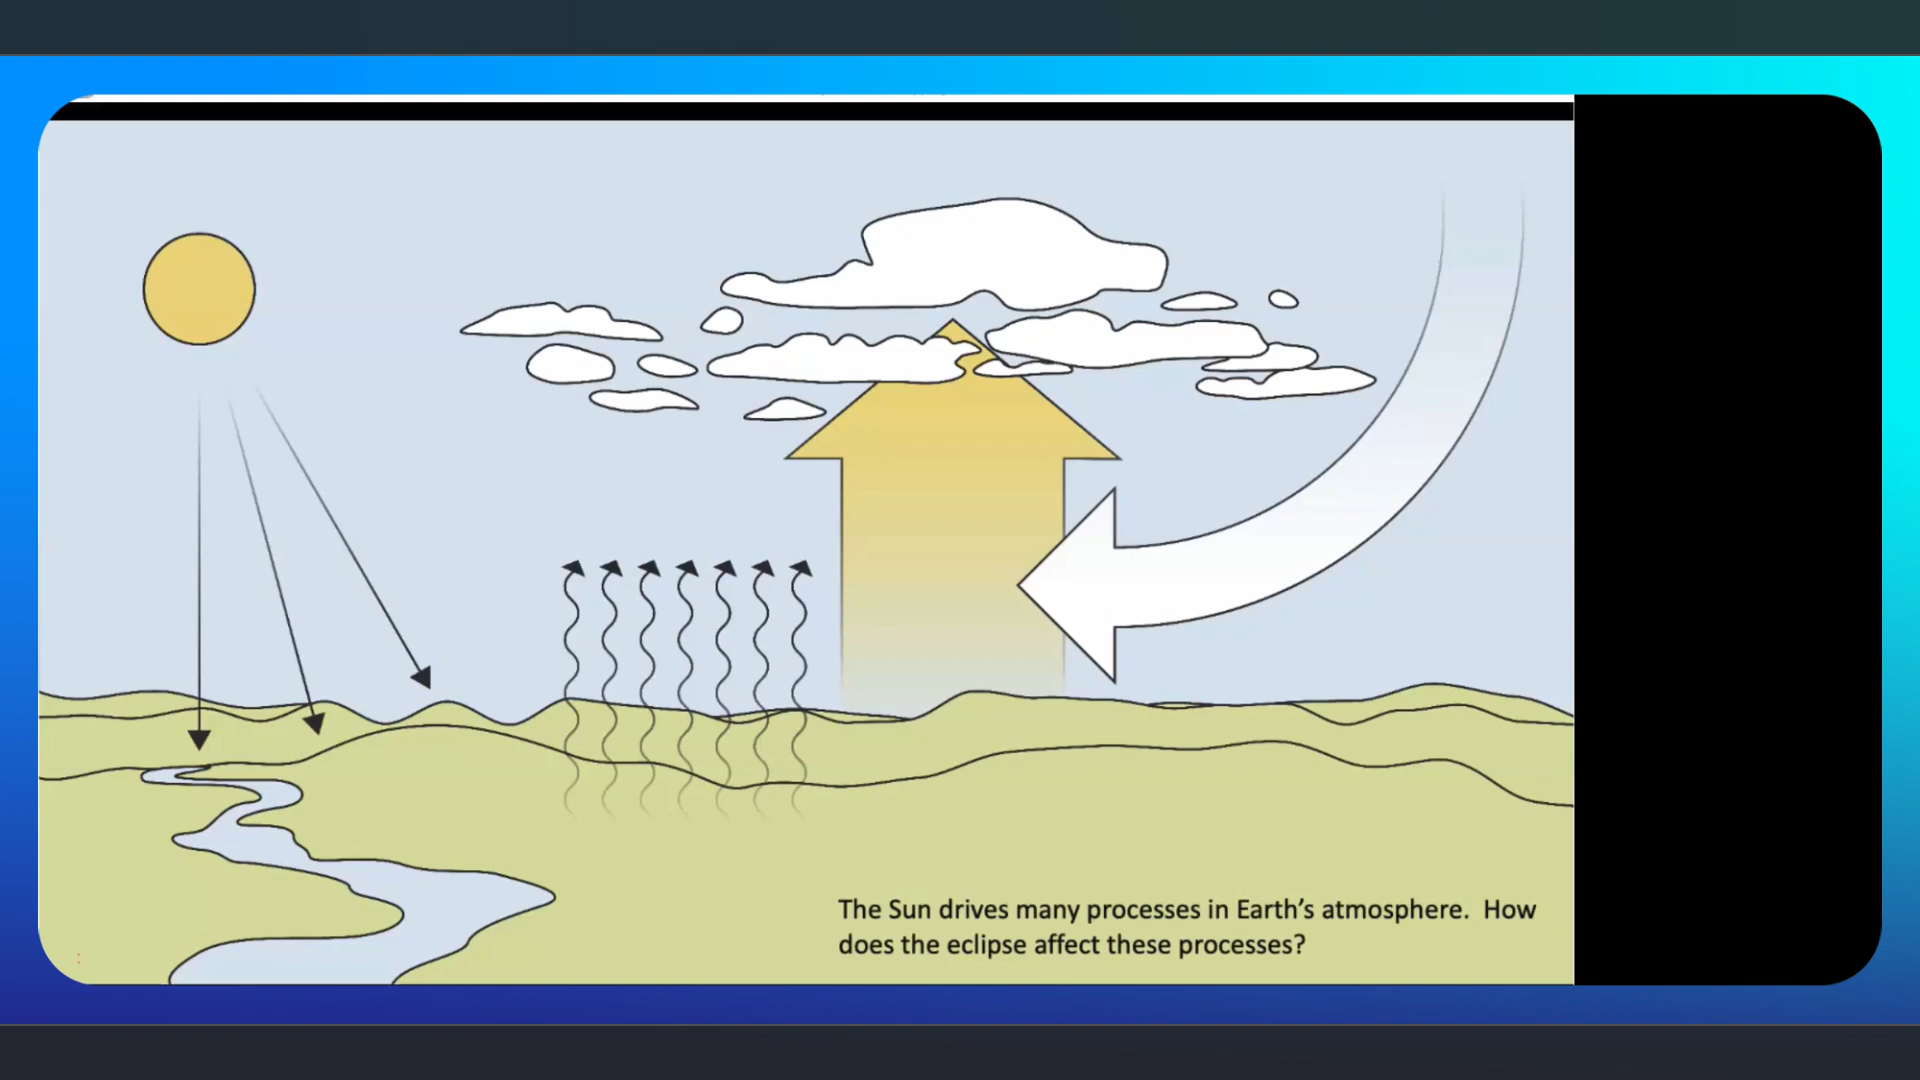 The Sun drives many processes in Earth’s atmosphere.  How
does the eclipse affect these processes?